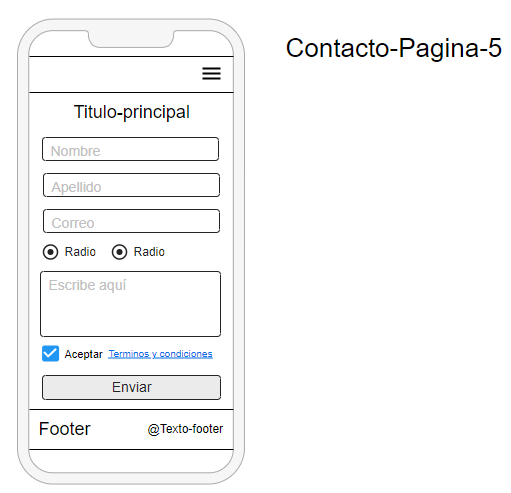 Contacto-Pagina-5
Titulo-principal
Nombre
Apellido
Correo
Radio Radio
Escribe aquí
Aceptar Terminos y condiciones
Enviar
Footer @Texto-footer